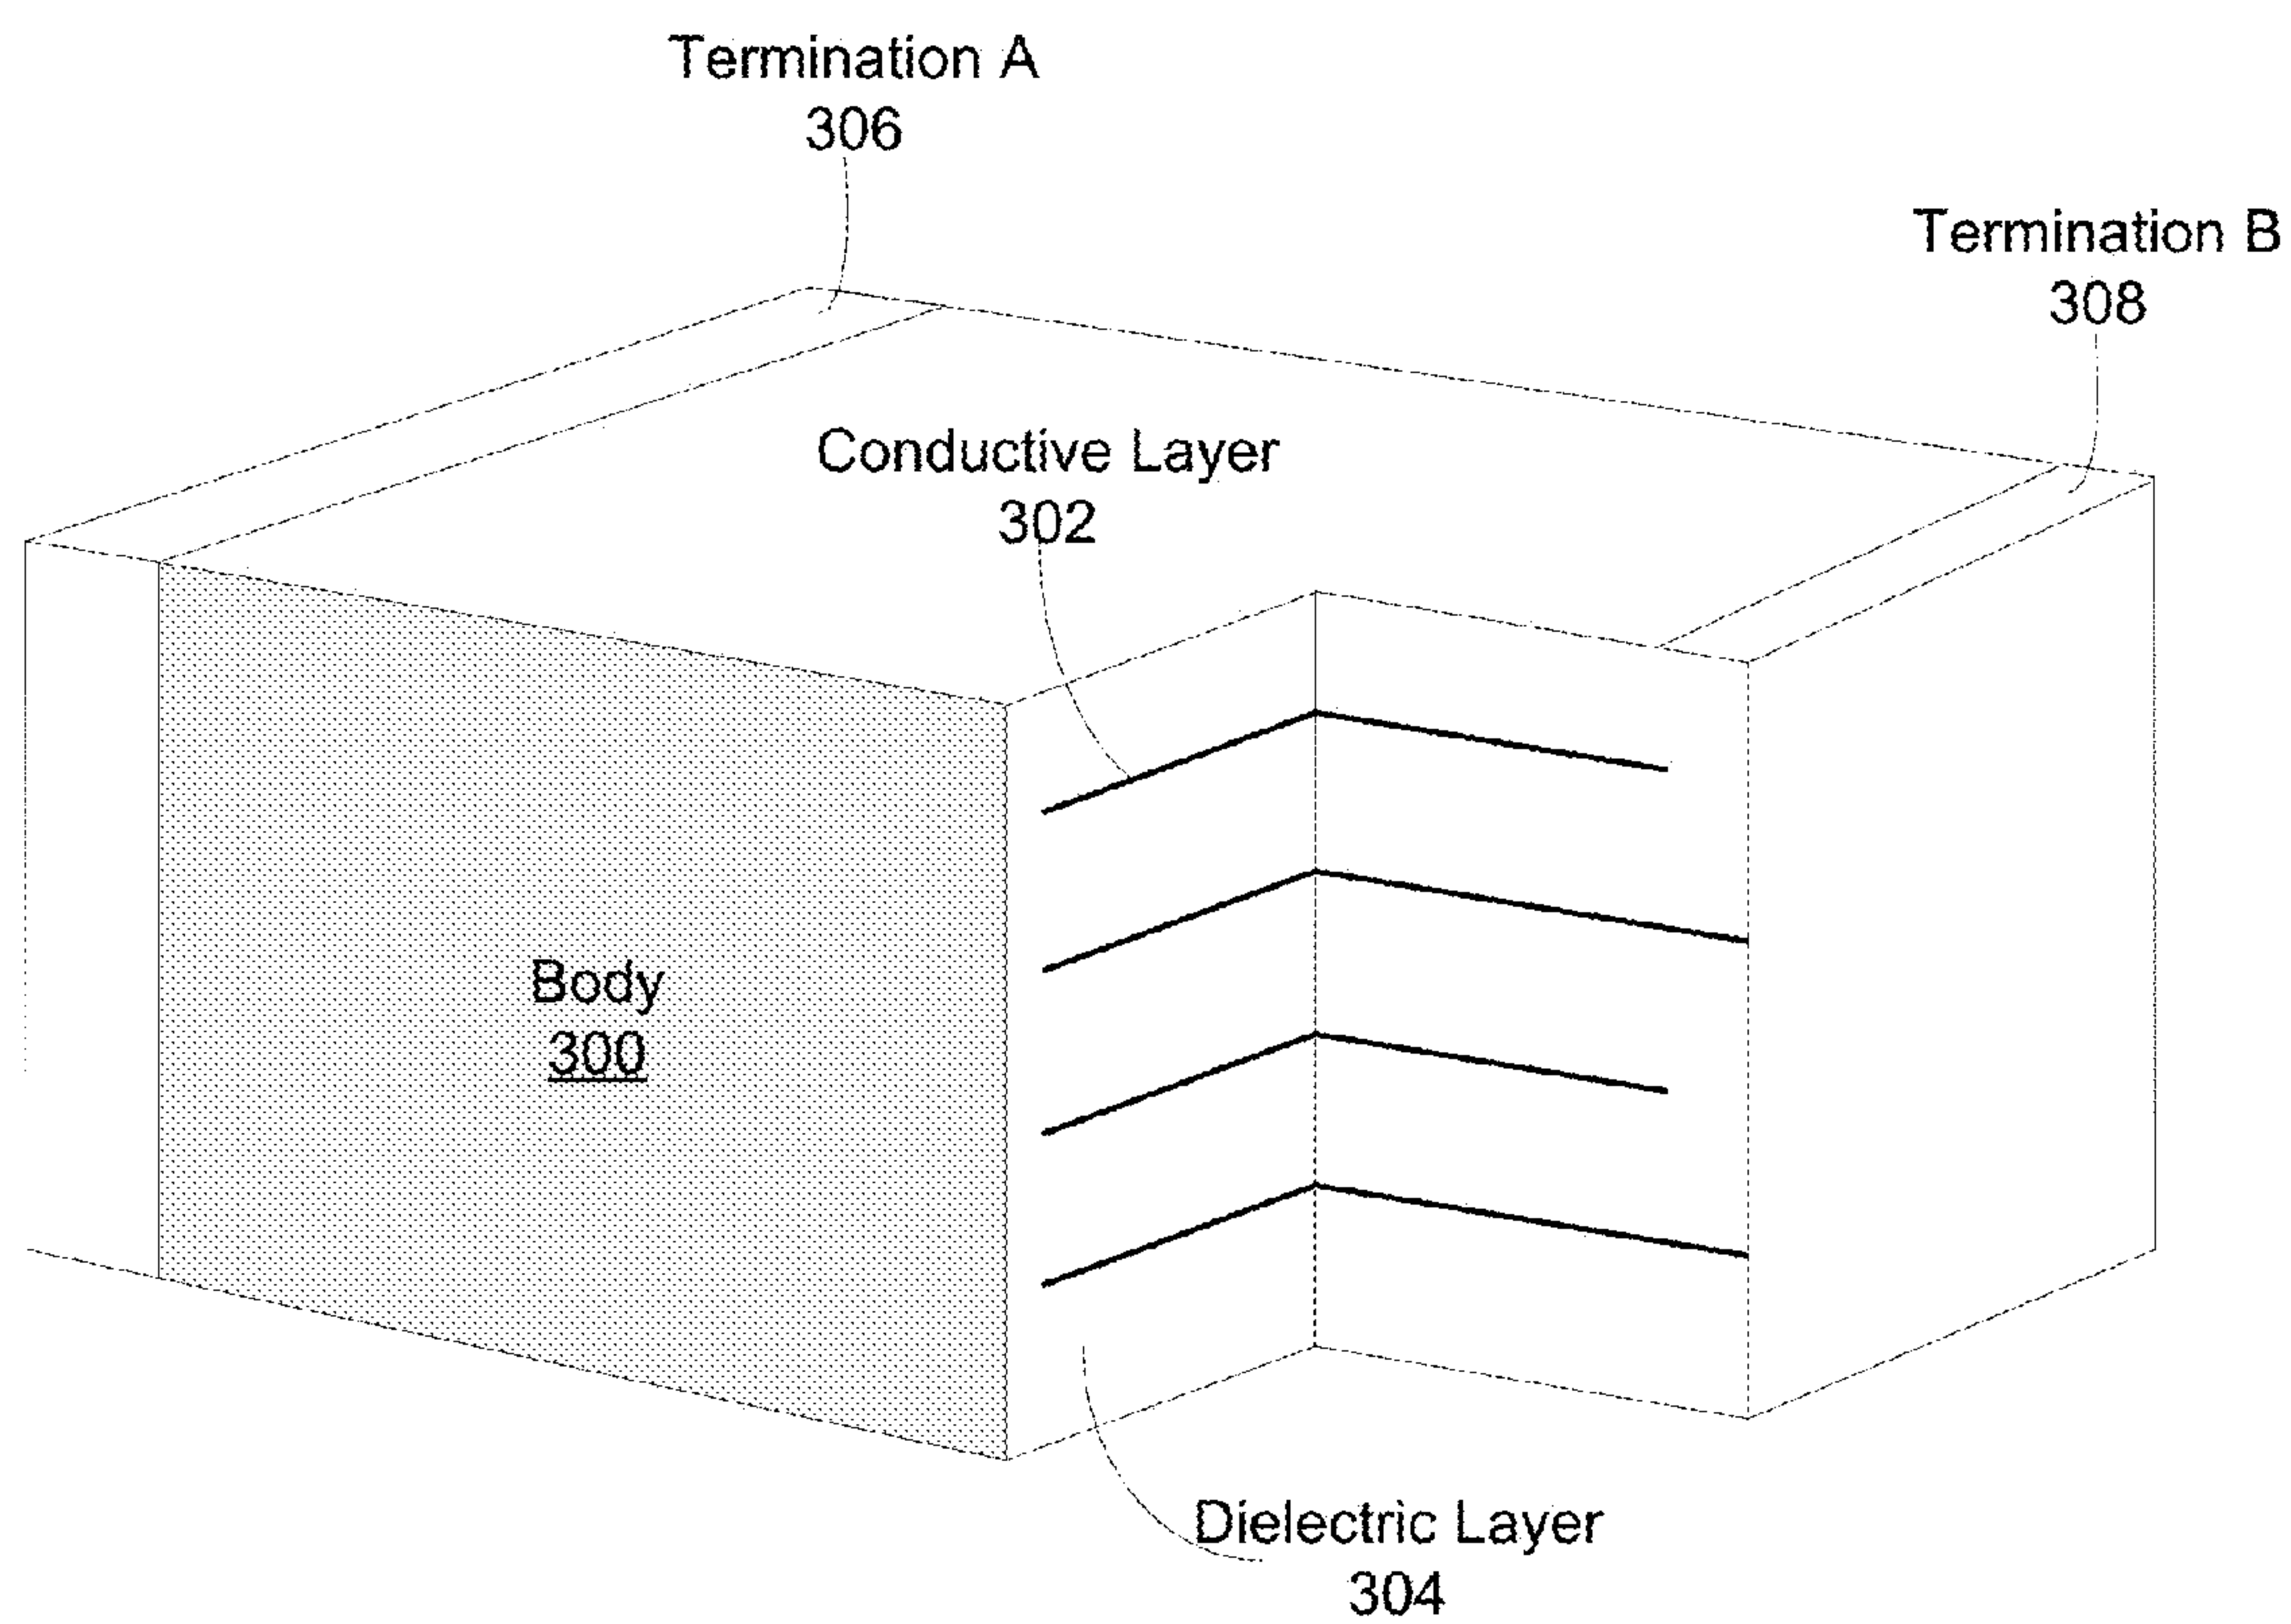 Termination A
306
Termination B
308
Conductive Layer
302
Body
300
Dielectric Layer
304